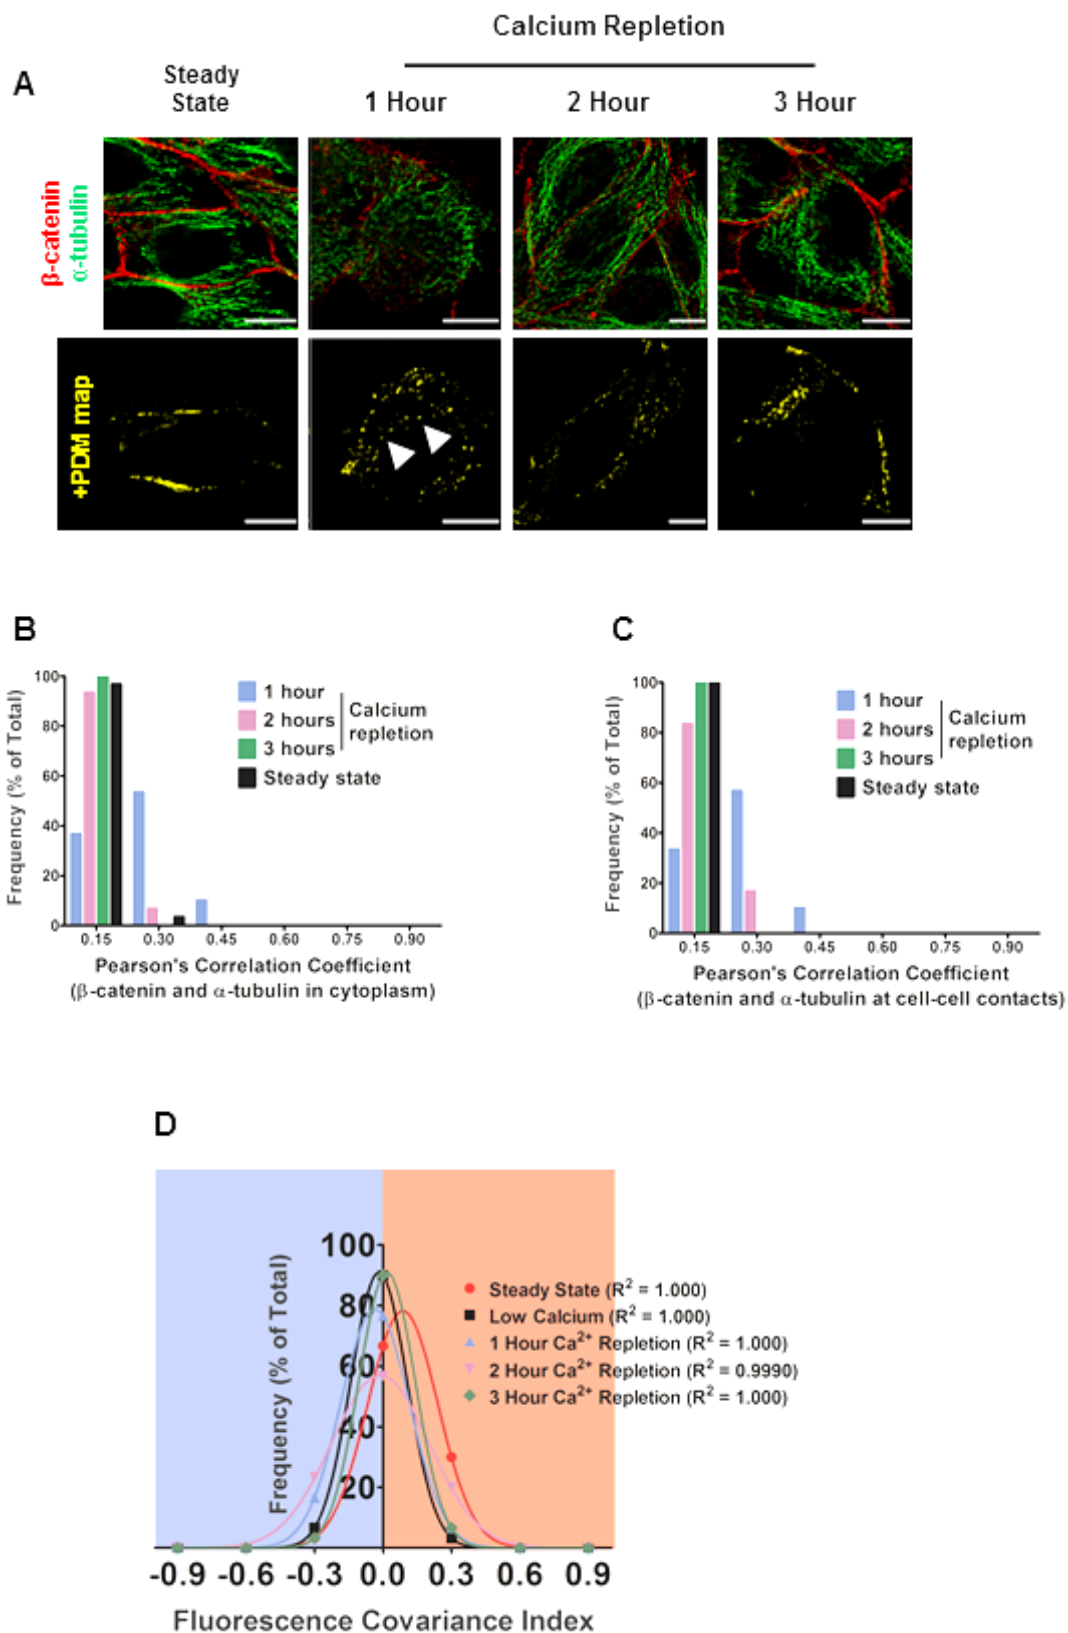 Calcium Repletion
A
Steady
State
1 Hour
2 Hour
3 Hour
β-catenin
α-tubulin
+PDM map
B
Frequency (% of Total)
100
80
60
40
20
0
0.15 0.30 0.45 0.60 0.75 0.90
1 hour
2 hours
3 hours
Calcium
repletion
Steady state
Pearson's Correlation Coefficient
(β-catenin and α-tubulin in cytoplasm)
C
Frequency (% of Total)
100
80
60
40
20
0
0.15 0.30 0.45 0.60 0.75 0.90
1 hour
2 hours
3 hours
Calcium
repletion
Steady state
Pearson's Correlation Coefficient
(β-catenin and α-tubulin at cell-cell contacts)
D
Frequency (% of Total)
100
80
60
40
20
Steady State (R² = 1.000)
Low Calcium (R² = 1.000)
1 Hour Ca²⁺ Repletion (R² = 1.000)
2 Hour Ca²⁺ Repletion (R² = 0.9990)
3 Hour Ca²⁺ Repletion (R² = 1.000)
-0.9 -0.6 -0.3 0.0 0.3 0.6 0.9
Fluorescence Covariance Index